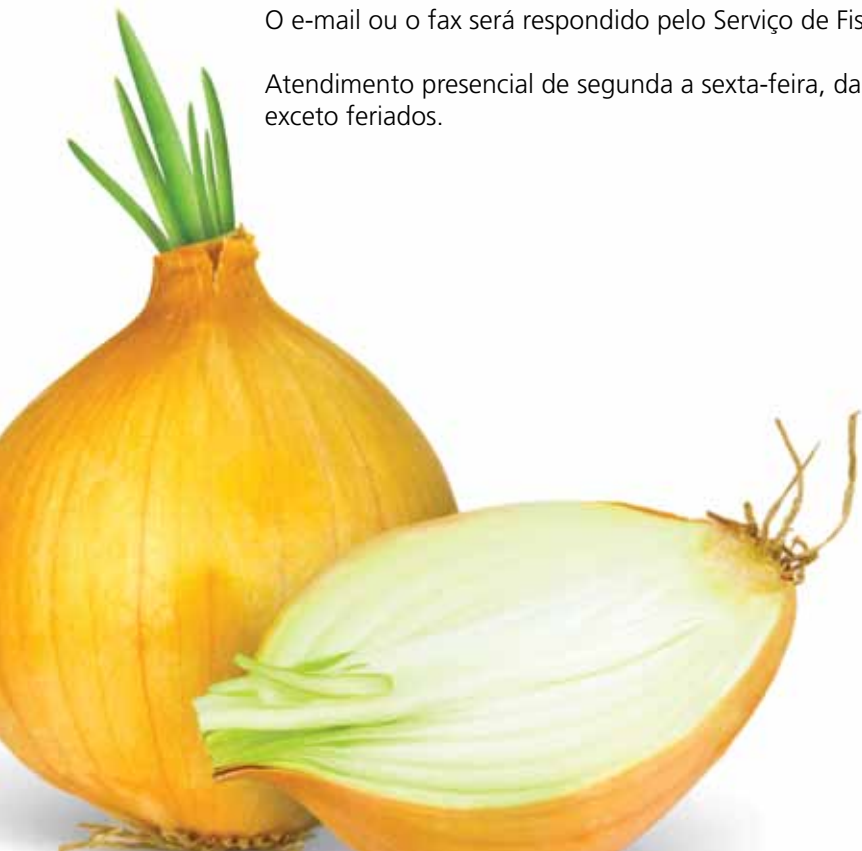 O e-mail ou o fax será respondido pelo Serviço de Fis
Atendimento presencial de segunda a sexta-feira, da
exceto feriados.